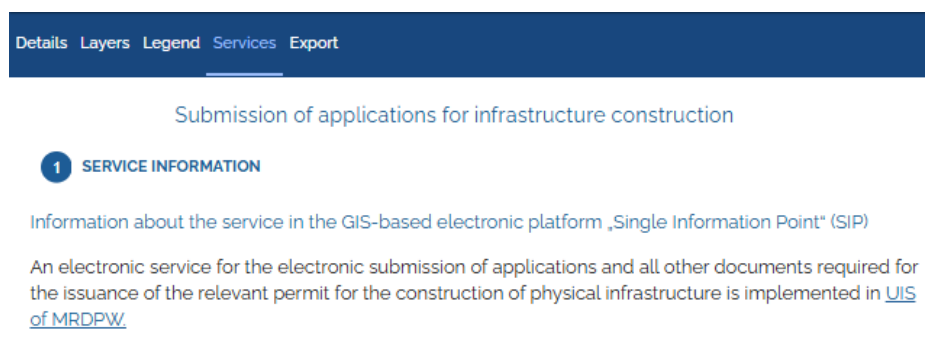 Details Layers Legend Services Export
Submission of applications for infrastructure construction
1 SERVICE INFORMATION
Information about the service in the GIS-based electronic platform „Single Information Point“ (SIP)
An electronic service for the electronic submission of applications and all other documents required for
the issuance of the relevant permit for the construction of physical infrastructure is implemented in UIS
of MRDPW.